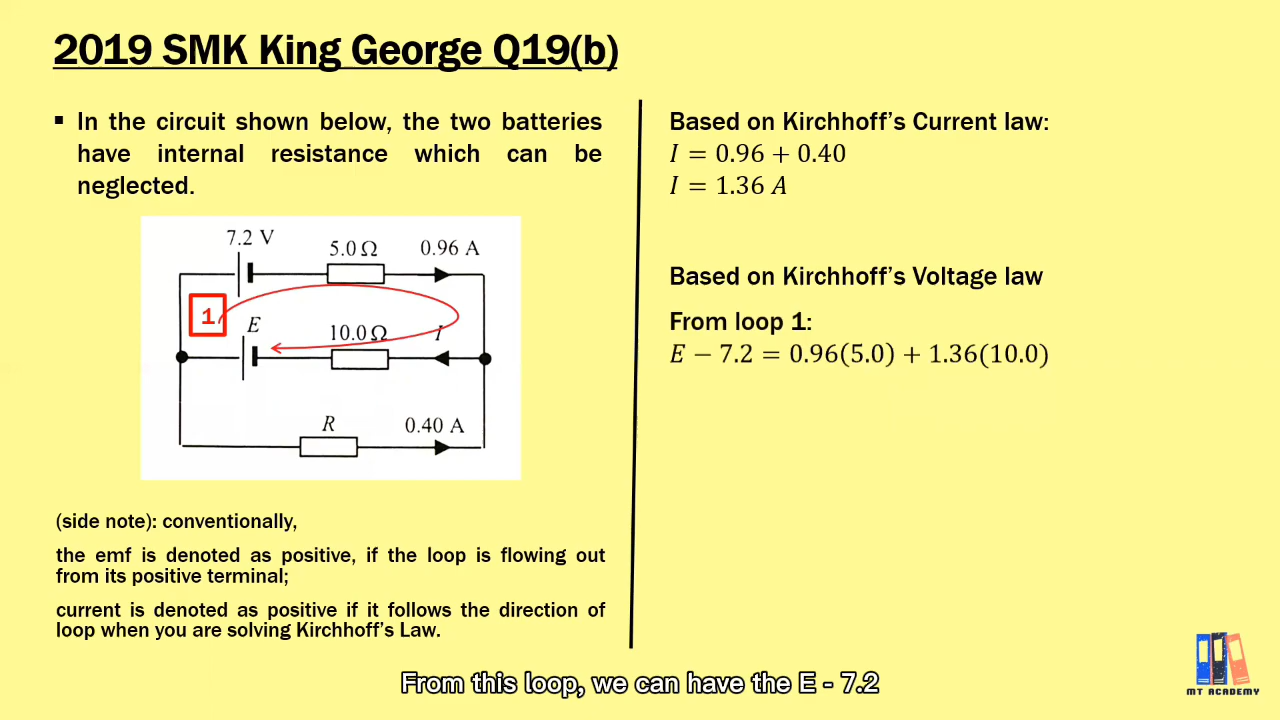 2019 SMK King George Q19(b)
▪ In the circuit shown below, the two batteries
have internal resistance which can be
neglected.
7.2 V
5.0 Ω
0.96 A
1
E
10.0 Ω
I
R
0.40 A
(side note): conventionally,
the emf is denoted as positive, if the loop is flowing out
from its positive terminal;
current is denoted as positive if it follows the direction of
loop when you are solving Kirchhoff's Law.
Based on Kirchhoff's Current law:
I = 0.96 + 0.40
I = 1.36 A
Based on Kirchhoff's Voltage law
From loop 1:
E − 7.2 = 0.96(5.0) + 1.36(10.0)
MT ACADEMY
From this loop, we can have the E - 7.2